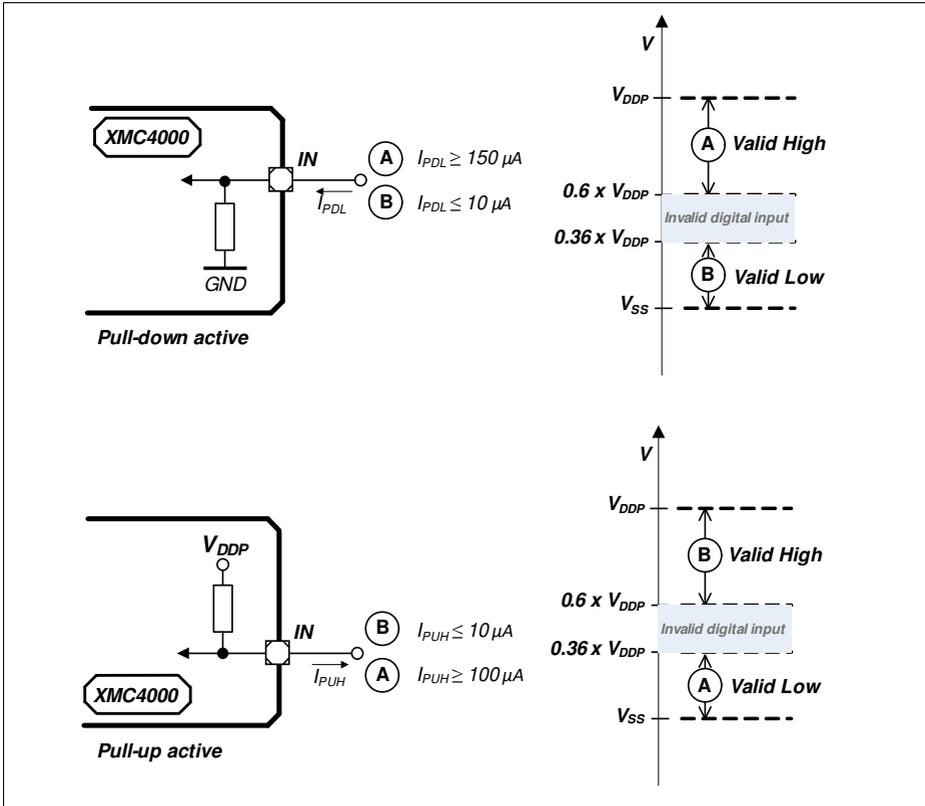 XMC4000
IN
A I_PDL ≥ 150 µA
I_PDL
B I_PDL ≤ 10 µA
GND
Pull-down active
V
V_DDP
A Valid High
0.6 x V_DDP
Invalid digital input
0.36 x V_DDP
B Valid Low
V_SS
V_DDP
IN
B I_PUH ≤ 10 µA
I_PUH
A I_PUH ≥ 100 µA
XMC4000
Pull-up active
V
V_DDP
B Valid High
0.6 x V_DDP
Invalid digital input
0.36 x V_DDP
A Valid Low
V_SS